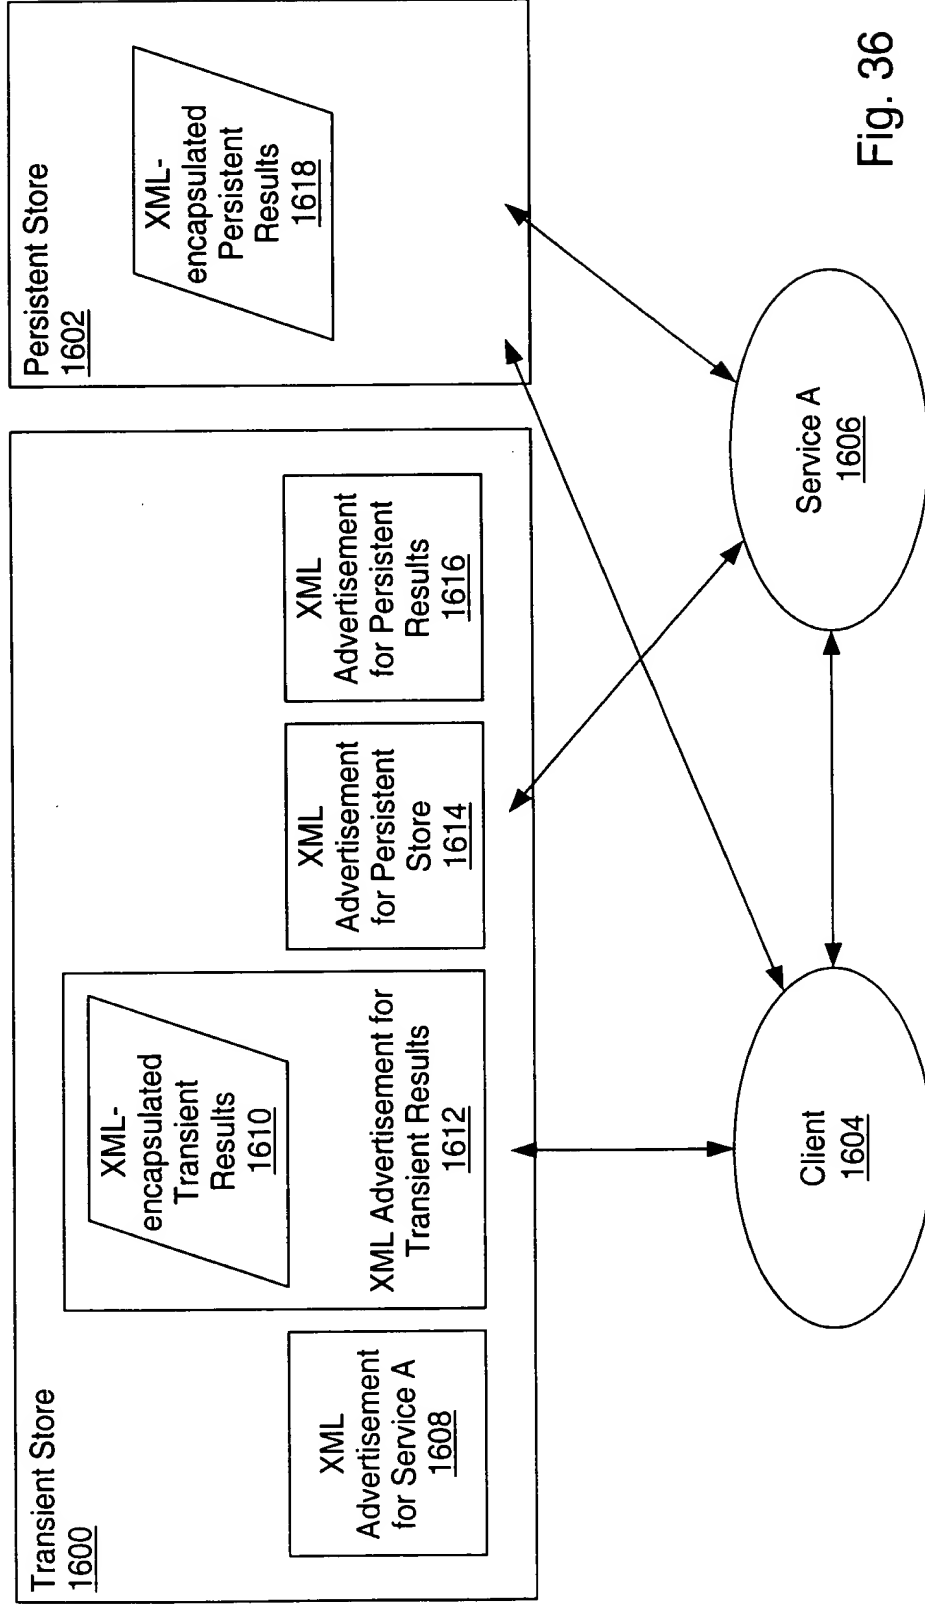 Transient Store
1600
XML
Advertisement
for Service A
1608
XML-
encapsulated
Transient
Results
1610
XML Advertisement for
Transient Results
1612
XML
Advertisement
for Persistent
Store
1614
XML
Advertisement
for Persistent
Results
1616
Persistent Store
1602
XML-
encapsulated
Persistent
Results
1618
Client
1604
Service A
1606
Fig. 36